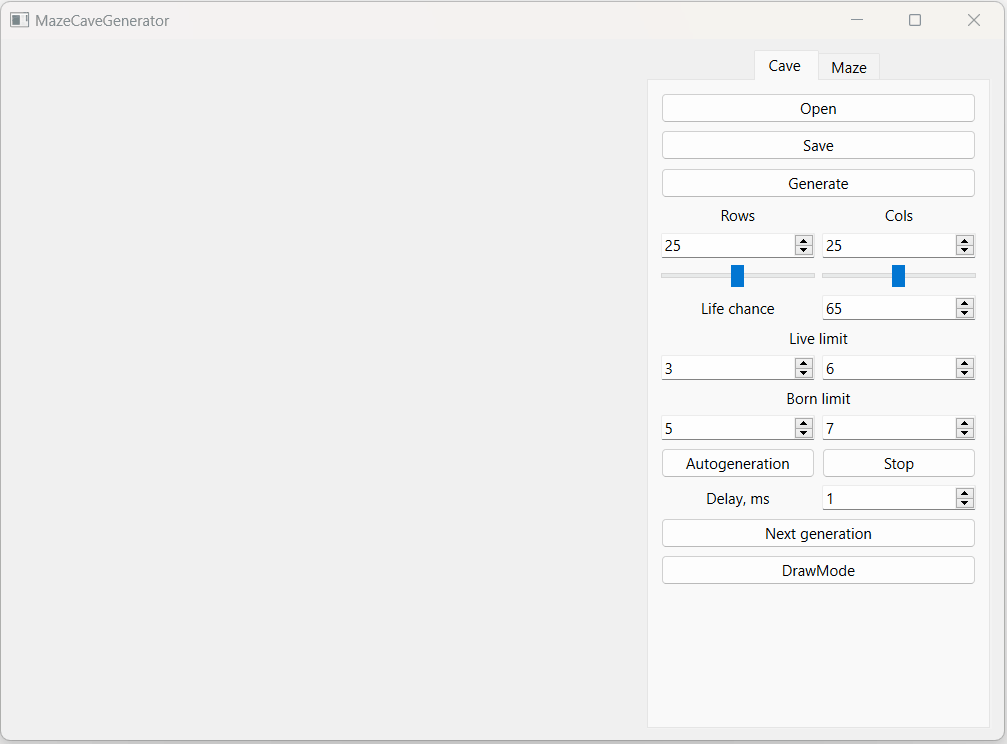 MazeCaveGenerator
Cave Maze
Open
Save
Generate
Rows Cols
25 25
Life chance 65
Live limit
3 6
Born limit
5 7
Autogeneration Stop
Delay, ms 1
Next generation
DrawMode